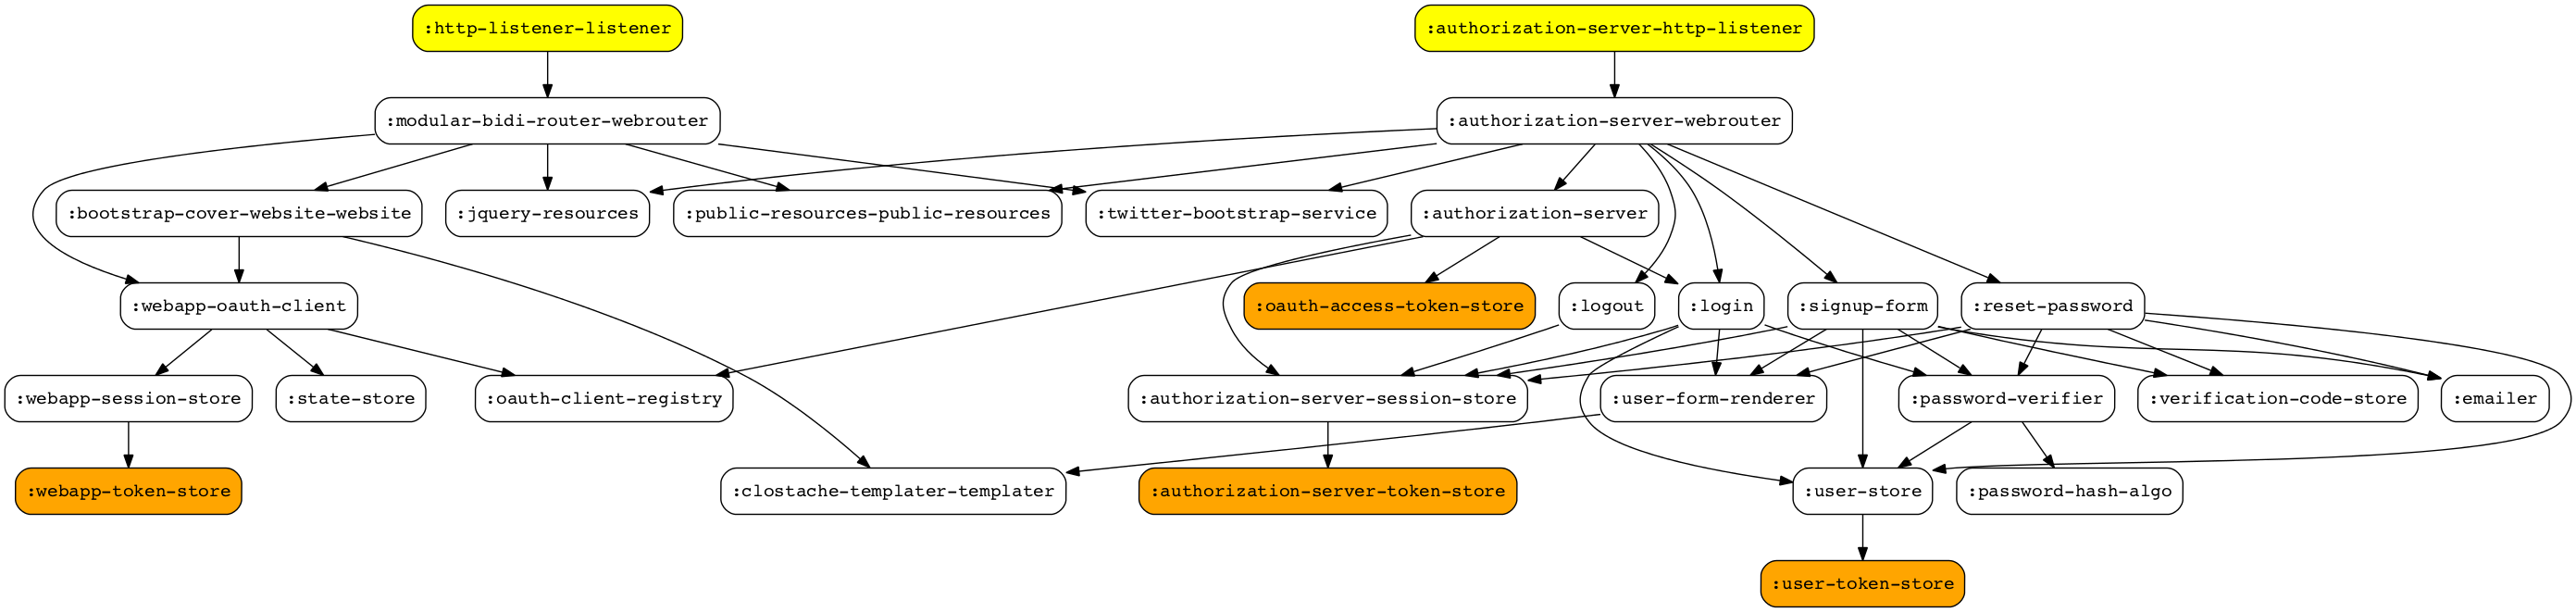 :http-listener-listener
:authorization-server-http-listener
:modular-bidi-router-webrouter
:authorization-server-webrouter
:bootstrap-cover-website-website
:jquery-resources
:public-resources-public-resources
:twitter-bootstrap-service
:authorization-server
:webapp-oauth-client
:oauth-access-token-store
:logout
:login
:signup-form
:reset-password
:webapp-session-store
:state-store
:oauth-client-registry
:authorization-server-session-store
:user-form-renderer
:password-verifier
:verification-code-store
:emailer
:webapp-token-store
:clostache-templater-templater
:authorization-server-token-store
:user-store
:password-hash-algo
:user-token-store